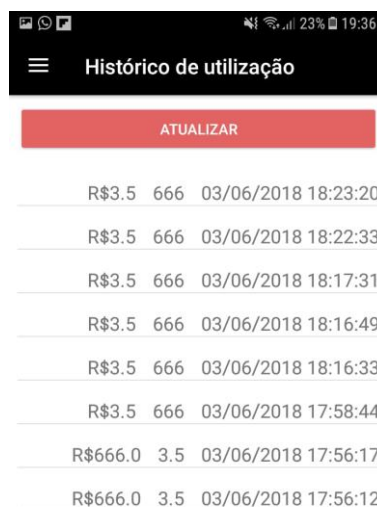 23% 19:36
Histórico de utilização
ATUALIZAR
R$3.5 666 03/06/2018 18:23:20
R$3.5 666 03/06/2018 18:22:33
R$3.5 666 03/06/2018 18:17:31
R$3.5 666 03/06/2018 18:16:49
R$3.5 666 03/06/2018 18:16:33
R$3.5 666 03/06/2018 17:58:44
R$666.0 3.5 03/06/2018 17:56:17
R$666.0 3.5 03/06/2018 17:56:12